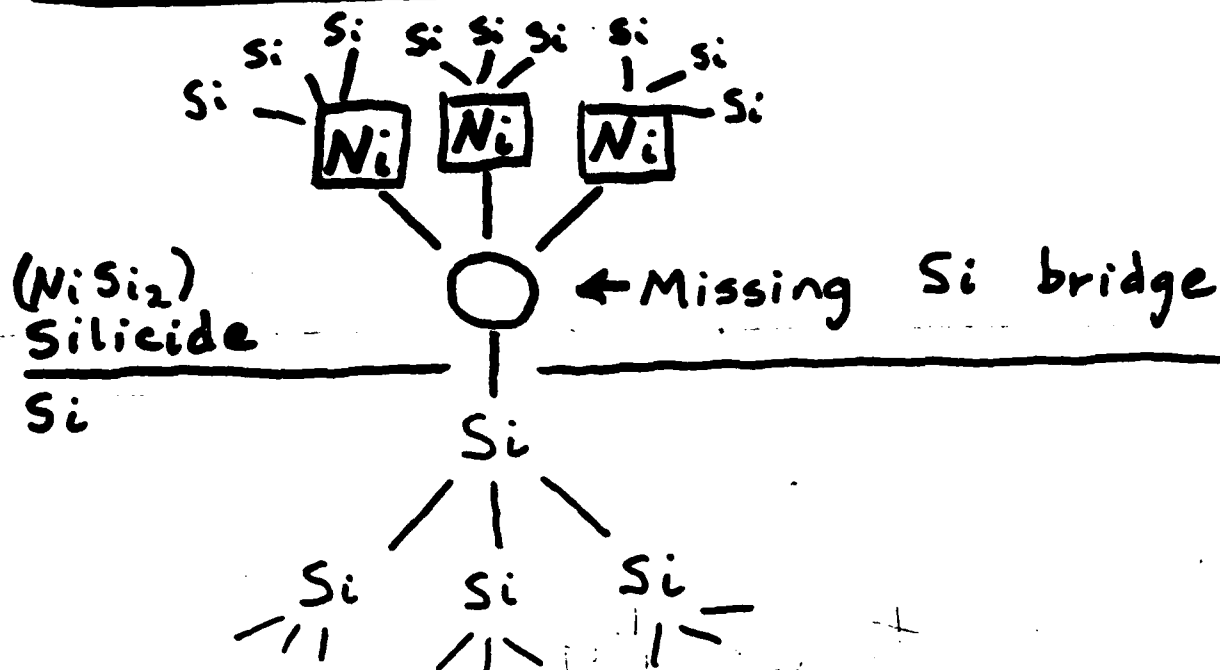 Si Si Si Si Si Si Si
Si Si
Ni Ni Ni
(NiSi2)
Silicide
←Missing Si bridge
Si
Si
Si Si Si